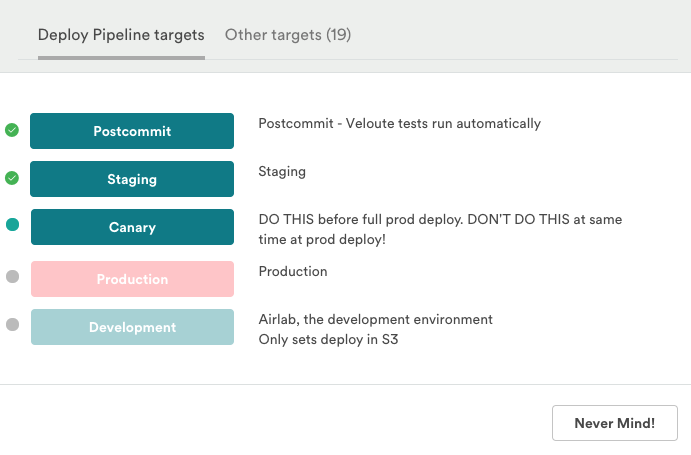 Deploy Pipeline targets
Other targets (19)
Postcommit
Postcommit - Veloute tests run automatically
Staging
Staging
Canary
DO THIS before full prod deploy. DON'T DO THIS at same
time at prod deploy!
Production
Production
Development
Airlab, the development environment
Only sets deploy in S3
Never Mind!